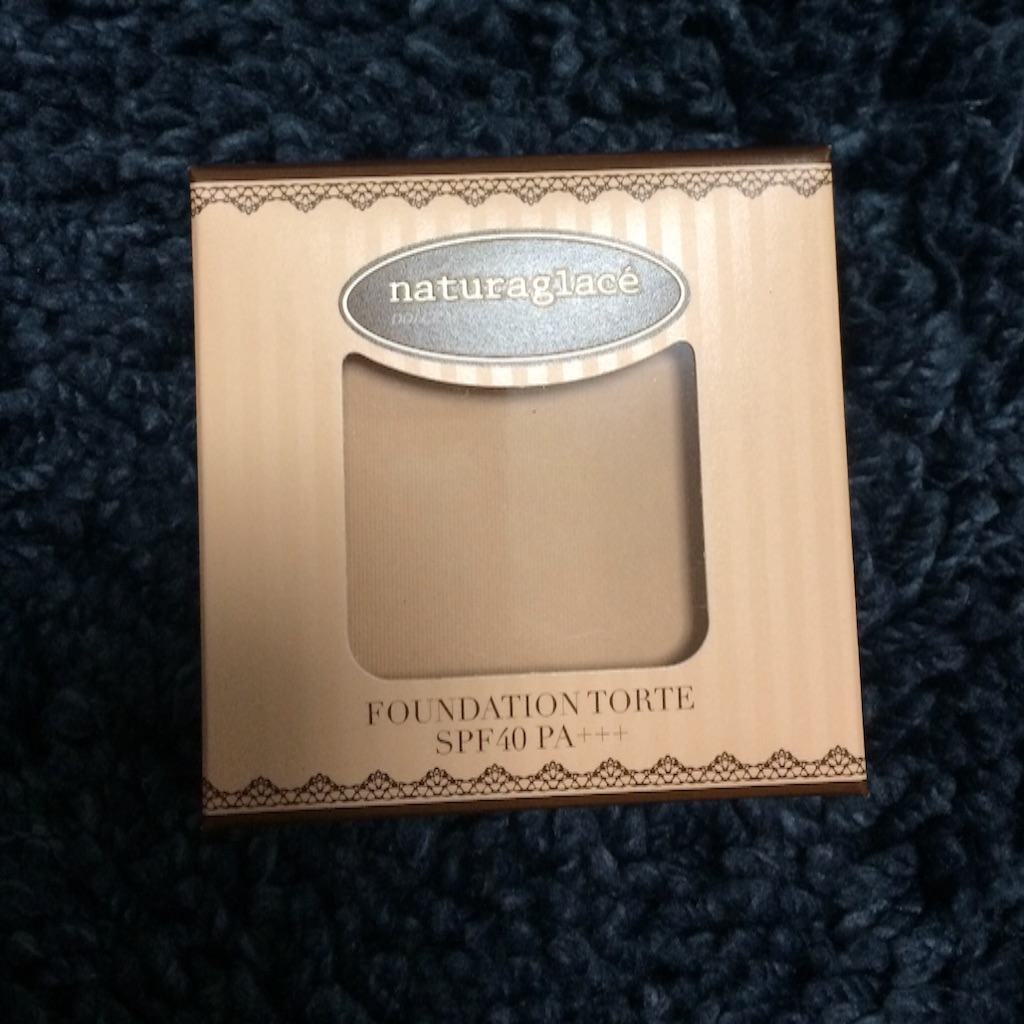 naturaglacé
FOUNDATION TORTE
SPF40 PA+++